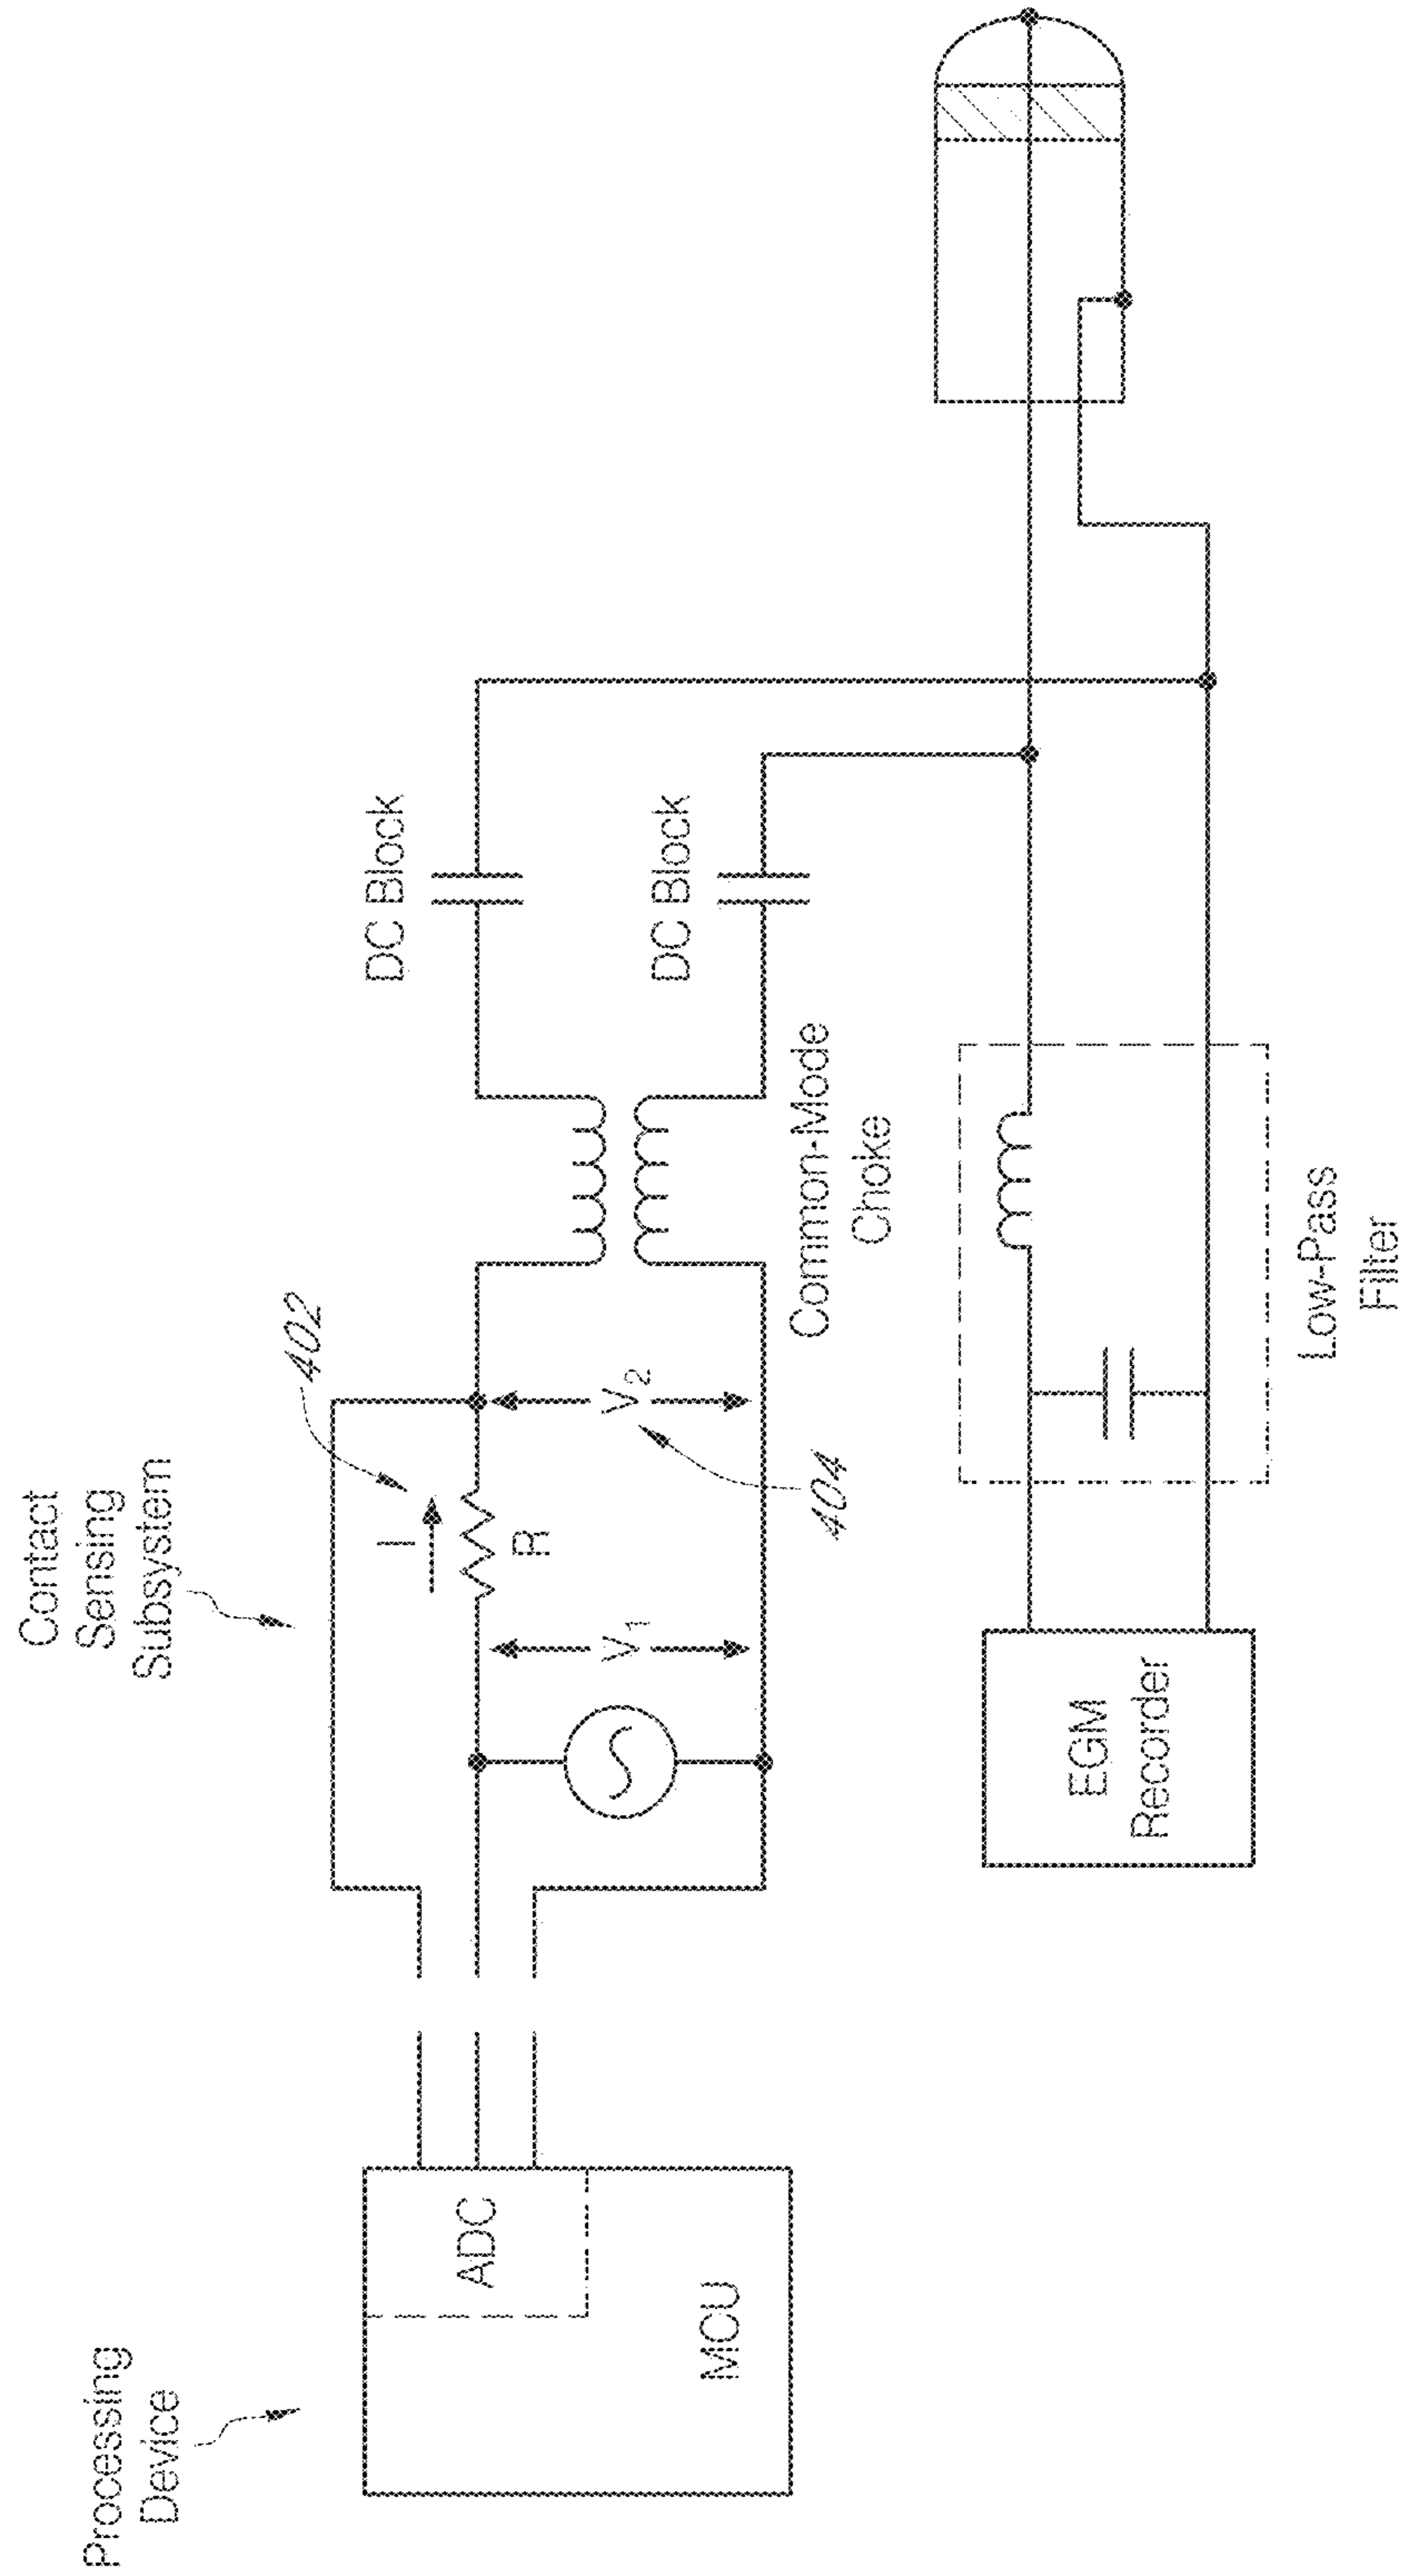 Processing
Device
ADC
MCU
Contact
Sensing
Subsystem
402
I
R
V1
V2
404
DC Block
DC Block
Common-Mode
Choke
EGM
Recorder
Low-Pass
Filter